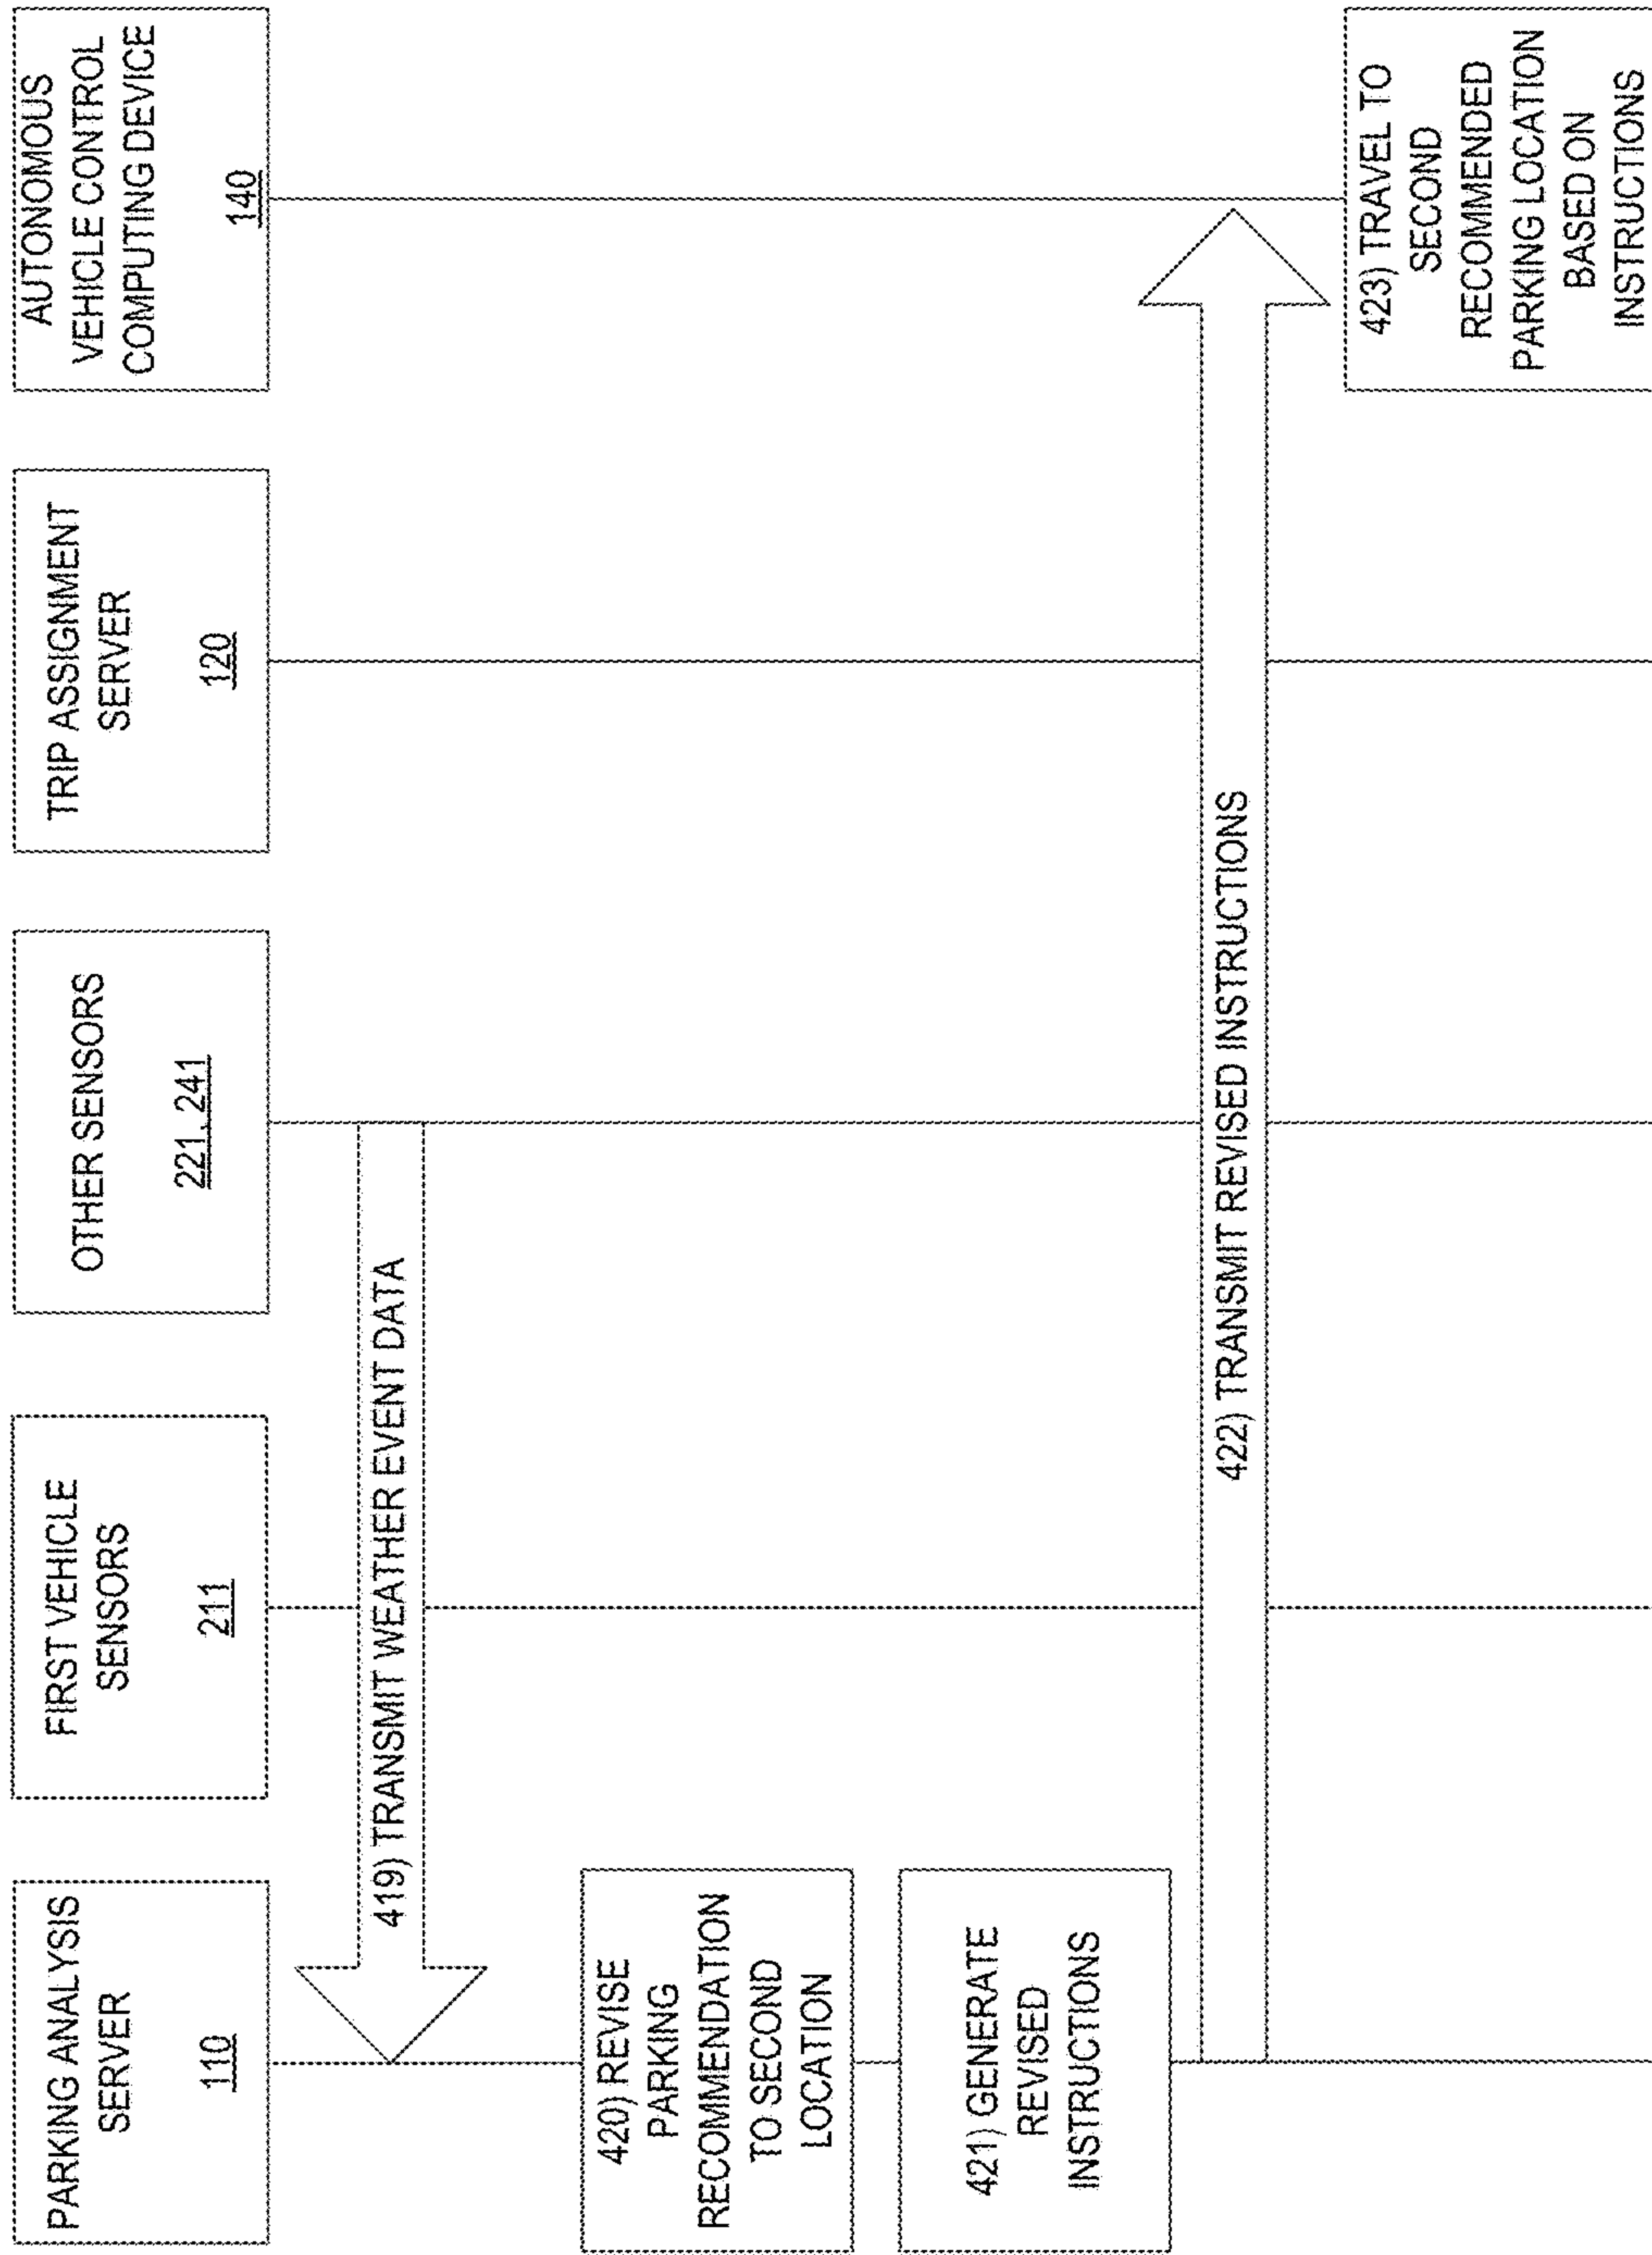 PARKING ANALYSIS
SERVER
110
FIRST VEHICLE
SENSORS
211
OTHER SENSORS
221, 241
TRIP ASSIGNMENT
SERVER
120
AUTONOMOUS
VEHICLE CONTROL
COMPUTING DEVICE
140
419) TRANSMIT WEATHER EVENT DATA
420) REVISE
PARKING
RECOMMENDATION
TO SECOND
LOCATION
421) GENERATE
REVISED
INSTRUCTIONS
422) TRANSMIT REVISED INSTRUCTIONS
423) TRAVEL TO
SECOND
RECOMMENDED
PARKING LOCATION
BASED ON
INSTRUCTIONS